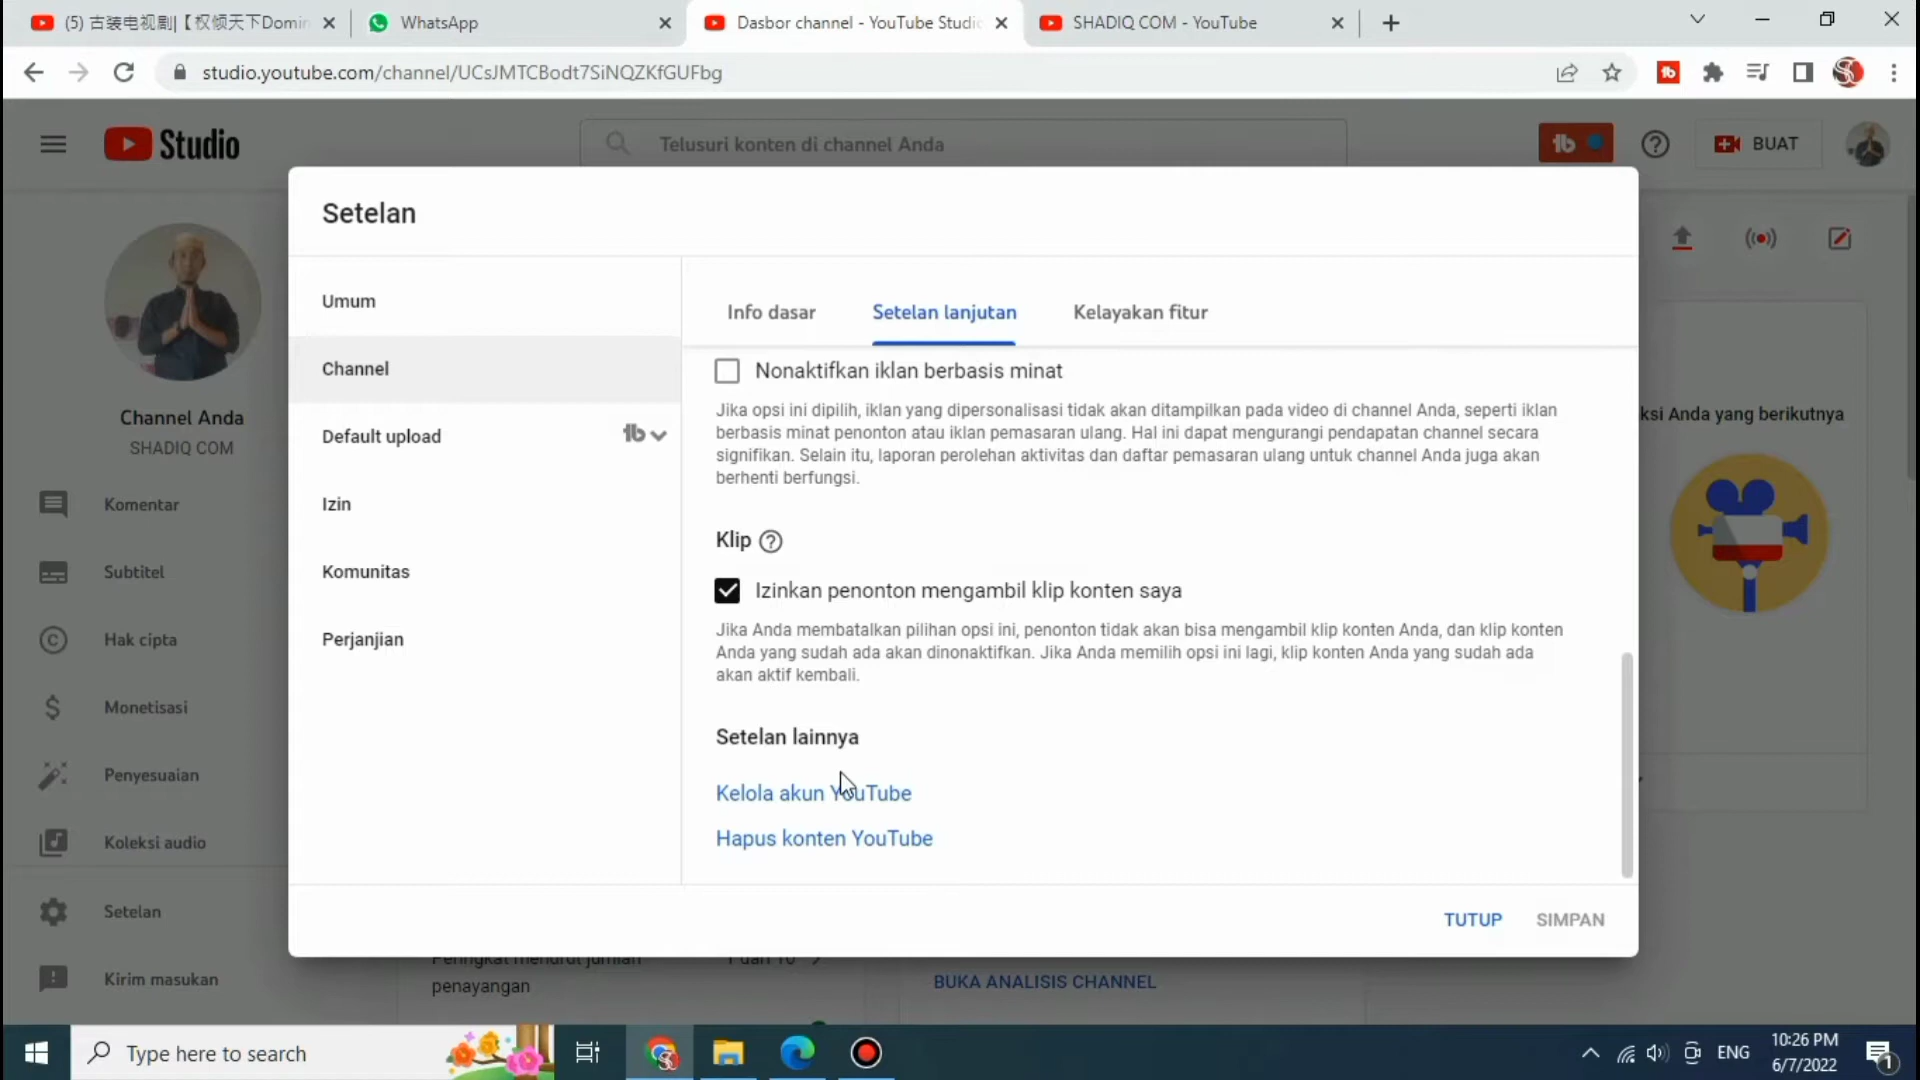 (5) 古装电视剧|【权倾天下Domin
WhatsApp
Dasbor channel - YouTube Studio
SHADIQ COM - YouTube
studio.youtube.com/channel/UCsJMTCBodt7SiNQZKfGUFbg
Studio
Telusuri konten di channel Anda
BUAT
Setelan
Umum
Channel
Default upload
Izin
Komunitas
Perjanjian
Info dasar
Setelan lanjutan
Kelayakan fitur
Nonaktifkan iklan berbasis minat
Jika opsi ini dipilih, iklan yang dipersonalisasi tidak akan ditampilkan pada video di channel Anda, seperti iklan
berbasis minat penonton atau iklan pemasaran ulang. Hal ini dapat mengurangi pendapatan channel secara
signifikan. Selain itu, laporan perolehan aktivitas dan daftar pemasaran ulang untuk channel Anda juga akan
berhenti berfungsi.
Klip
Izinkan penonton mengambil klip konten saya
Jika Anda membatalkan pilihan opsi ini, penonton tidak akan bisa mengambil klip konten Anda, dan klip konten
Anda yang sudah ada akan dinonaktifkan. Jika Anda memilih opsi ini lagi, klip konten Anda yang sudah ada
akan aktif kembali.
Setelan lainnya
Kelola akun YouTube
Hapus konten YouTube
TUTUP
SIMPAN
Channel Anda
SHADIQ COM
Komentar
Subtitel
Hak cipta
Monetisasi
Penyesuaian
Koleksi audio
Setelan
Kirim masukan
ksi Anda yang berikutnya
Peringkat menurut jumlah
penayangan
1 dari 10
BUKA ANALISIS CHANNEL
Type here to search
ENG
10:26 PM
6/7/2022
1